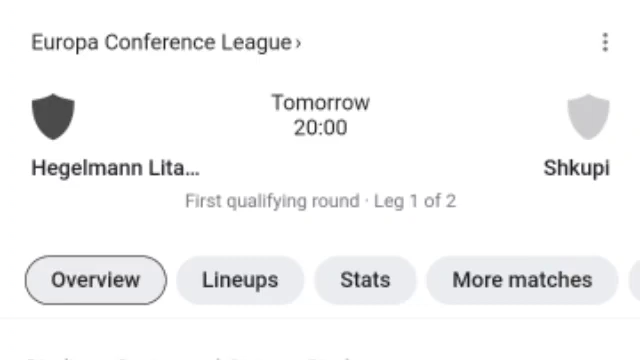 Europa Conference League ›
Tomorrow
20:00
Hegelmann Lita...
Shkupi
First qualifying round · Leg 1 of 2
Overview
Lineups
Stats
More matches